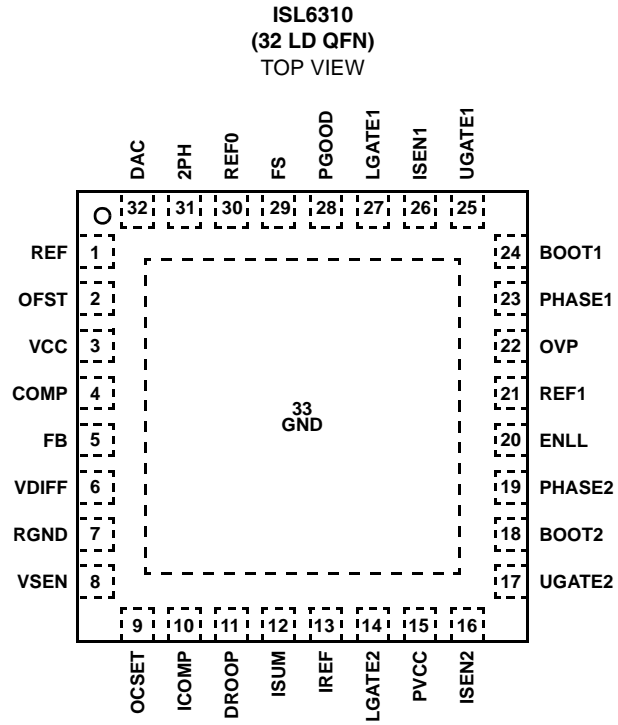 ISL6310
(32 LD QFN)
TOP VIEW
DAC
2PH
REF0
FS
PGOOD
LGATE1
ISEN1
UGATE1
32 31 30 29 28 27 26 25
REF 1
OFST 2
VCC 3
COMP 4
FB 5
VDIFF 6
RGND 7
VSEN 8
33
GND
24 BOOT1
23 PHASE1
22 OVP
21 REF1
20 ENLL
19 PHASE2
18 BOOT2
17 UGATE2
9 10 11 12 13 14 15 16
OCSET
ICOMP
DROOP
ISUM
IREF
LGATE2
PVCC
ISEN2